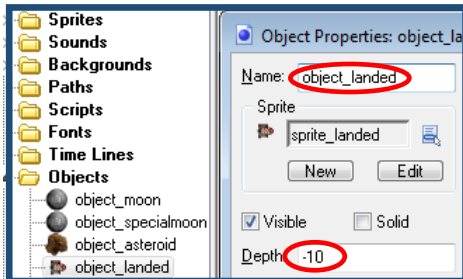 Sprites
Sounds
Backgrounds
Paths
Scripts
Fonts
Time Lines
Objects
object_moon
object_specialmoon
object_asteroid
object_landed
Object Properties: object_la
Name: object_landed
Sprite
sprite_landed
New Edit
Visible Solid
Depth -10